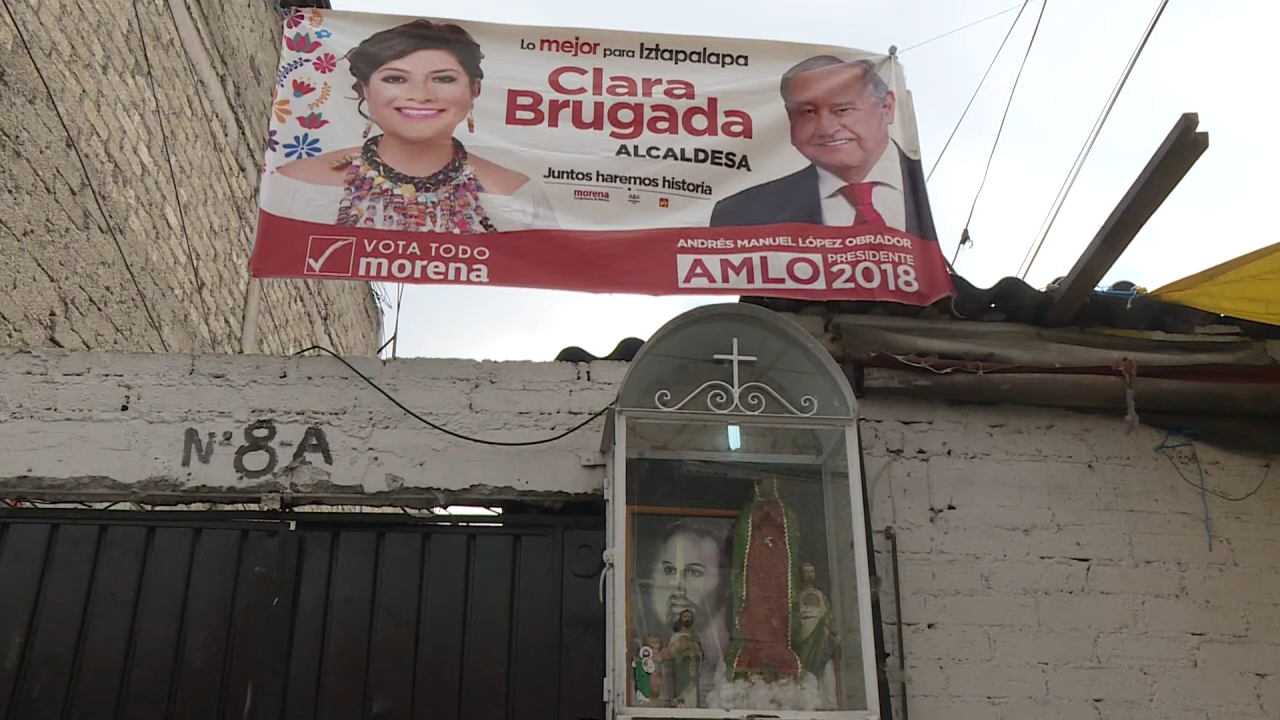 Lo mejor para Iztapalapa
Clara
Brugada
ALCALDESA
Juntos haremos historia
morena
VOTA TODO
morena
ANDRÉS MANUEL LÓPEZ OBRADOR
AMLO PRESIDENTE
2018
Nº 8-A